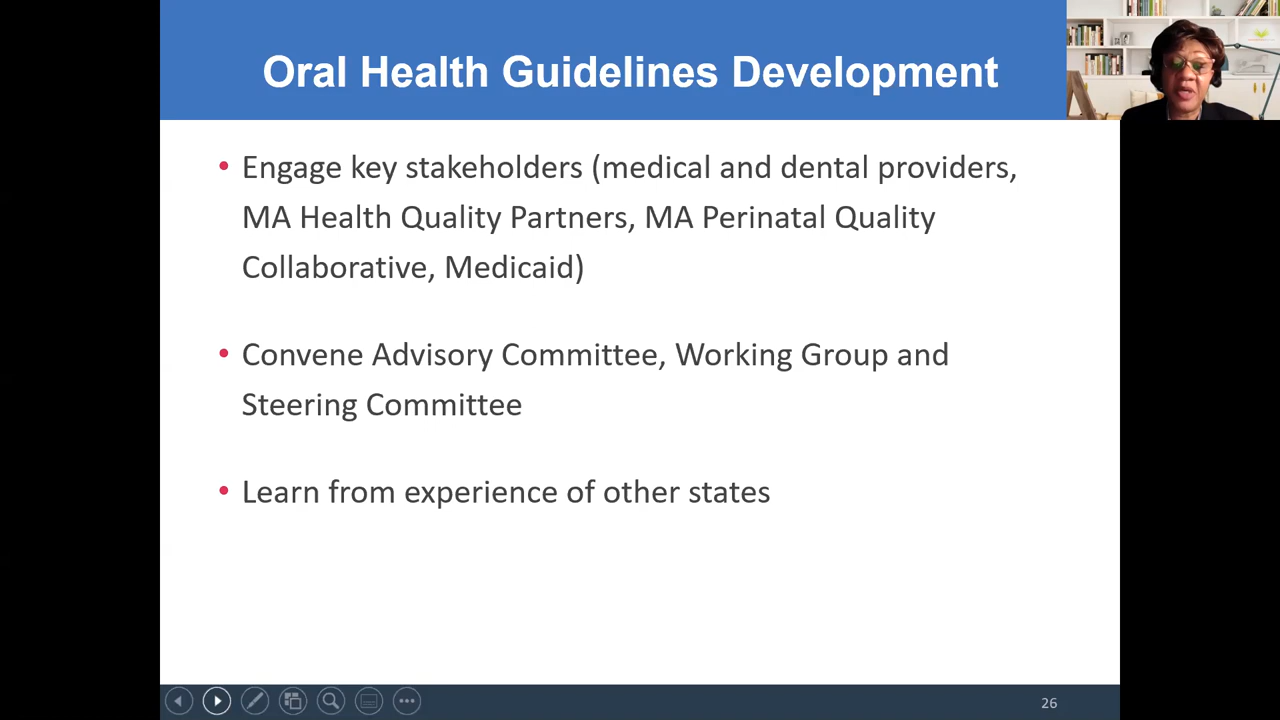 Oral Health Guidelines Development
• Engage key stakeholders (medical and dental providers,
MA Health Quality Partners, MA Perinatal Quality
Collaborative, Medicaid)
• Convene Advisory Committee, Working Group and
Steering Committee
• Learn from experience of other states
26